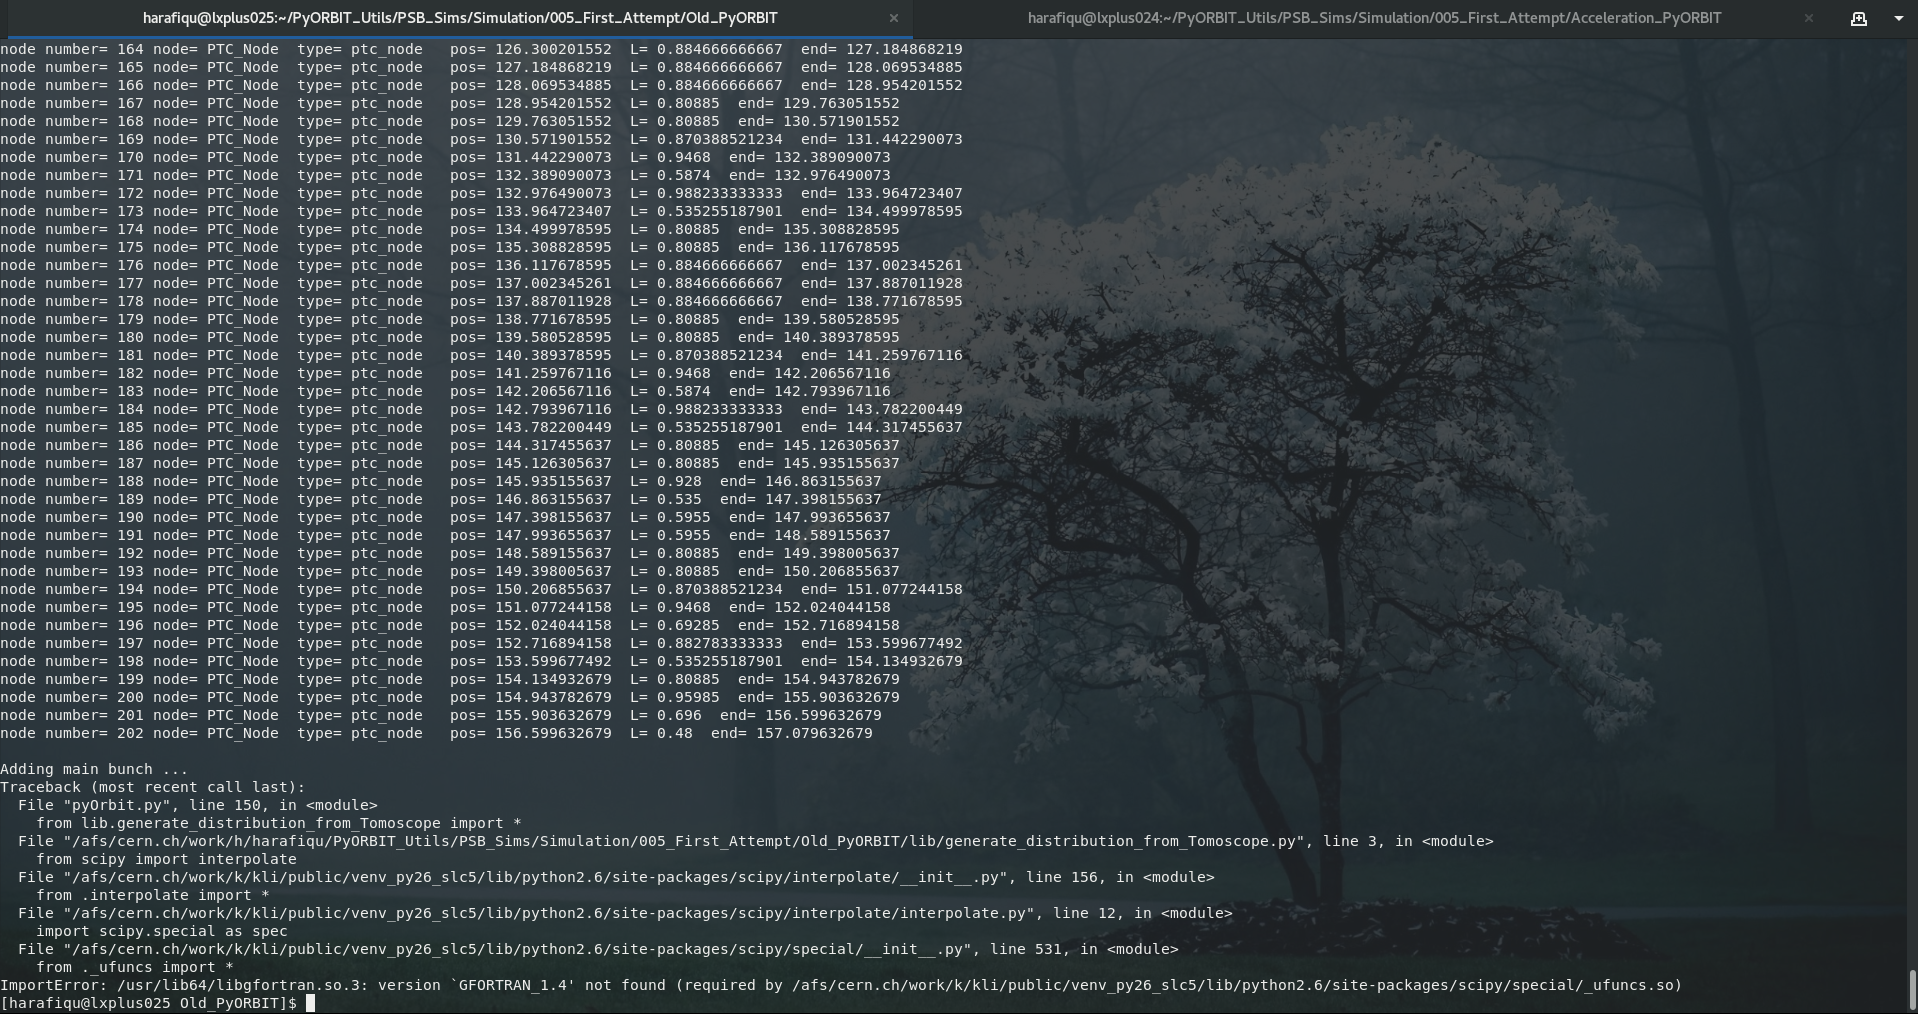 harafiqu@lxplus025:~/PyORBIT_Utils/PSB_Sims/Simulation/005_First_Attempt/Old_PyORBIT
harafiqu@lxplus024:~/PyORBIT_Utils/PSB_Sims/Simulation/005_First_Attempt/Acceleration_PyORBIT
node number= 164 node= PTC_Node  type= ptc_node   pos= 126.300201552  L= 0.884666666667  end= 127.184868219
node number= 165 node= PTC_Node  type= ptc_node   pos= 127.184868219  L= 0.884666666667  end= 128.069534885
node number= 166 node= PTC_Node  type= ptc_node   pos= 128.069534885  L= 0.884666666667  end= 128.954201552
node number= 167 node= PTC_Node  type= ptc_node   pos= 128.954201552  L= 0.80885  end= 129.763051552
node number= 168 node= PTC_Node  type= ptc_node   pos= 129.763051552  L= 0.80885  end= 130.571901552
node number= 169 node= PTC_Node  type= ptc_node   pos= 130.571901552  L= 0.870388521234  end= 131.442290073
node number= 170 node= PTC_Node  type= ptc_node   pos= 131.442290073  L= 0.9468  end= 132.389090073
node number= 171 node= PTC_Node  type= ptc_node   pos= 132.389090073  L= 0.5874  end= 132.976490073
node number= 172 node= PTC_Node  type= ptc_node   pos= 132.976490073  L= 0.988233333333  end= 133.964723407
node number= 173 node= PTC_Node  type= ptc_node   pos= 133.964723407  L= 0.535255187901  end= 134.499978595
node number= 174 node= PTC_Node  type= ptc_node   pos= 134.499978595  L= 0.80885  end= 135.308828595
node number= 175 node= PTC_Node  type= ptc_node   pos= 135.308828595  L= 0.80885  end= 136.117678595
node number= 176 node= PTC_Node  type= ptc_node   pos= 136.117678595  L= 0.884666666667  end= 137.002345261
node number= 177 node= PTC_Node  type= ptc_node   pos= 137.002345261  L= 0.884666666667  end= 137.887011928
node number= 178 node= PTC_Node  type= ptc_node   pos= 137.887011928  L= 0.884666666667  end= 138.771678595
node number= 179 node= PTC_Node  type= ptc_node   pos= 138.771678595  L= 0.80885  end= 139.580528595
node number= 180 node= PTC_Node  type= ptc_node   pos= 139.580528595  L= 0.80885  end= 140.389378595
node number= 181 node= PTC_Node  type= ptc_node   pos= 140.389378595  L= 0.870388521234  end= 141.259767116
node number= 182 node= PTC_Node  type= ptc_node   pos= 141.259767116  L= 0.9468  end= 142.206567116
node number= 183 node= PTC_Node  type= ptc_node   pos= 142.206567116  L= 0.5874  end= 142.793967116
node number= 184 node= PTC_Node  type= ptc_node   pos= 142.793967116  L= 0.988233333333  end= 143.782200449
node number= 185 node= PTC_Node  type= ptc_node   pos= 143.782200449  L= 0.535255187901  end= 144.317455637
node number= 186 node= PTC_Node  type= ptc_node   pos= 144.317455637  L= 0.80885  end= 145.126305637
node number= 187 node= PTC_Node  type= ptc_node   pos= 145.126305637  L= 0.80885  end= 145.935155637
node number= 188 node= PTC_Node  type= ptc_node   pos= 145.935155637  L= 0.928  end= 146.863155637
node number= 189 node= PTC_Node  type= ptc_node   pos= 146.863155637  L= 0.535  end= 147.398155637
node number= 190 node= PTC_Node  type= ptc_node   pos= 147.398155637  L= 0.5955  end= 147.993655637
node number= 191 node= PTC_Node  type= ptc_node   pos= 147.993655637  L= 0.5955  end= 148.589155637
node number= 192 node= PTC_Node  type= ptc_node   pos= 148.589155637  L= 0.80885  end= 149.398005637
node number= 193 node= PTC_Node  type= ptc_node   pos= 149.398005637  L= 0.80885  end= 150.206855637
node number= 194 node= PTC_Node  type= ptc_node   pos= 150.206855637  L= 0.870388521234  end= 151.077244158
node number= 195 node= PTC_Node  type= ptc_node   pos= 151.077244158  L= 0.9468  end= 152.024044158
node number= 196 node= PTC_Node  type= ptc_node   pos= 152.024044158  L= 0.69285  end= 152.716894158
node number= 197 node= PTC_Node  type= ptc_node   pos= 152.716894158  L= 0.882783333333  end= 153.599677492
node number= 198 node= PTC_Node  type= ptc_node   pos= 153.599677492  L= 0.535255187901  end= 154.134932679
node number= 199 node= PTC_Node  type= ptc_node   pos= 154.134932679  L= 0.80885  end= 154.943782679
node number= 200 node= PTC_Node  type= ptc_node   pos= 154.943782679  L= 0.95985  end= 155.903632679
node number= 201 node= PTC_Node  type= ptc_node   pos= 155.903632679  L= 0.696  end= 156.599632679
node number= 202 node= PTC_Node  type= ptc_node   pos= 156.599632679  L= 0.48  end= 157.079632679
Adding main bunch ...
Traceback (most recent call last):
  File "pyOrbit.py", line 150, in <module>
    from lib.generate_distribution_from_Tomoscope import *
  File "/afs/cern.ch/work/h/harafiqu/PyORBIT_Utils/PSB_Sims/Simulation/005_First_Attempt/Old_PyORBIT/lib/generate_distribution_from_Tomoscope.py", line 3, in <module>
    from scipy import interpolate
  File "/afs/cern.ch/work/k/kli/public/venv_py26_slc5/lib/python2.6/site-packages/scipy/interpolate/__init__.py", line 156, in <module>
    from .interpolate import *
  File "/afs/cern.ch/work/k/kli/public/venv_py26_slc5/lib/python2.6/site-packages/scipy/interpolate/interpolate.py", line 12, in <module>
    import scipy.special as spec
  File "/afs/cern.ch/work/k/kli/public/venv_py26_slc5/lib/python2.6/site-packages/scipy/special/__init__.py", line 531, in <module>
    from ._ufuncs import *
ImportError: /usr/lib64/libgfortran.so.3: version `GFORTRAN_1.4' not found (required by /afs/cern.ch/work/k/kli/public/venv_py26_slc5/lib/python2.6/site-packages/scipy/special/_ufuncs.so)
[harafiqu@lxplus025 Old_PyORBIT]$